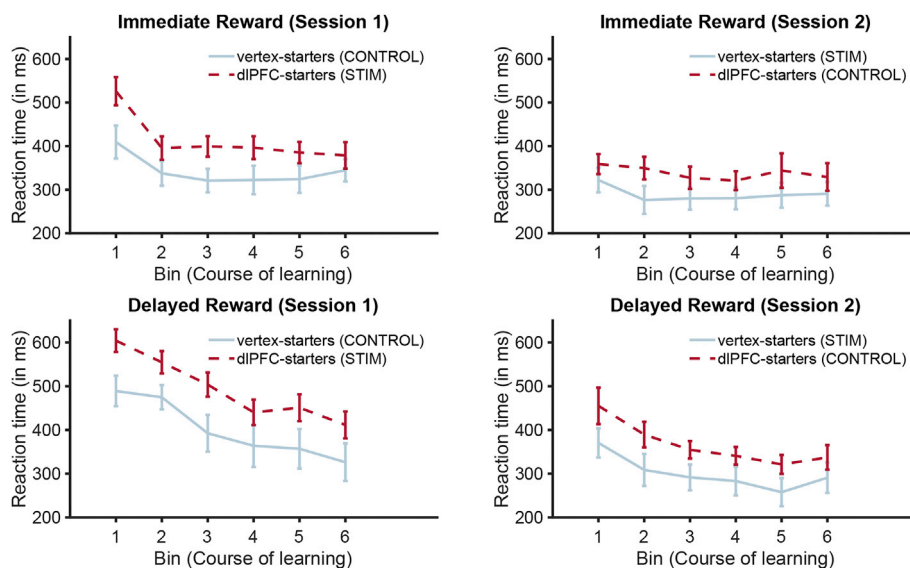 Immediate Reward (Session 1)
Reaction time (in ms)
600
500
400
300
200
vertex-starters (CONTROL)
dlPFC-starters (STIM)
1 2 3 4 5 6
Bin (Course of learning)
Immediate Reward (Session 2)
Reaction time (in ms)
600
500
400
300
200
vertex-starters (STIM)
dlPFC-starters (CONTROL)
1 2 3 4 5 6
Bin (Course of learning)
Delayed Reward (Session 1)
Reaction time (in ms)
600
500
400
300
200
vertex-starters (CONTROL)
dlPFC-starters (STIM)
1 2 3 4 5 6
Bin (Course of learning)
Delayed Reward (Session 2)
Reaction time (in ms)
600
500
400
300
200
vertex-starters (STIM)
dlPFC-starters (CONTROL)
1 2 3 4 5 6
Bin (Course of learning)